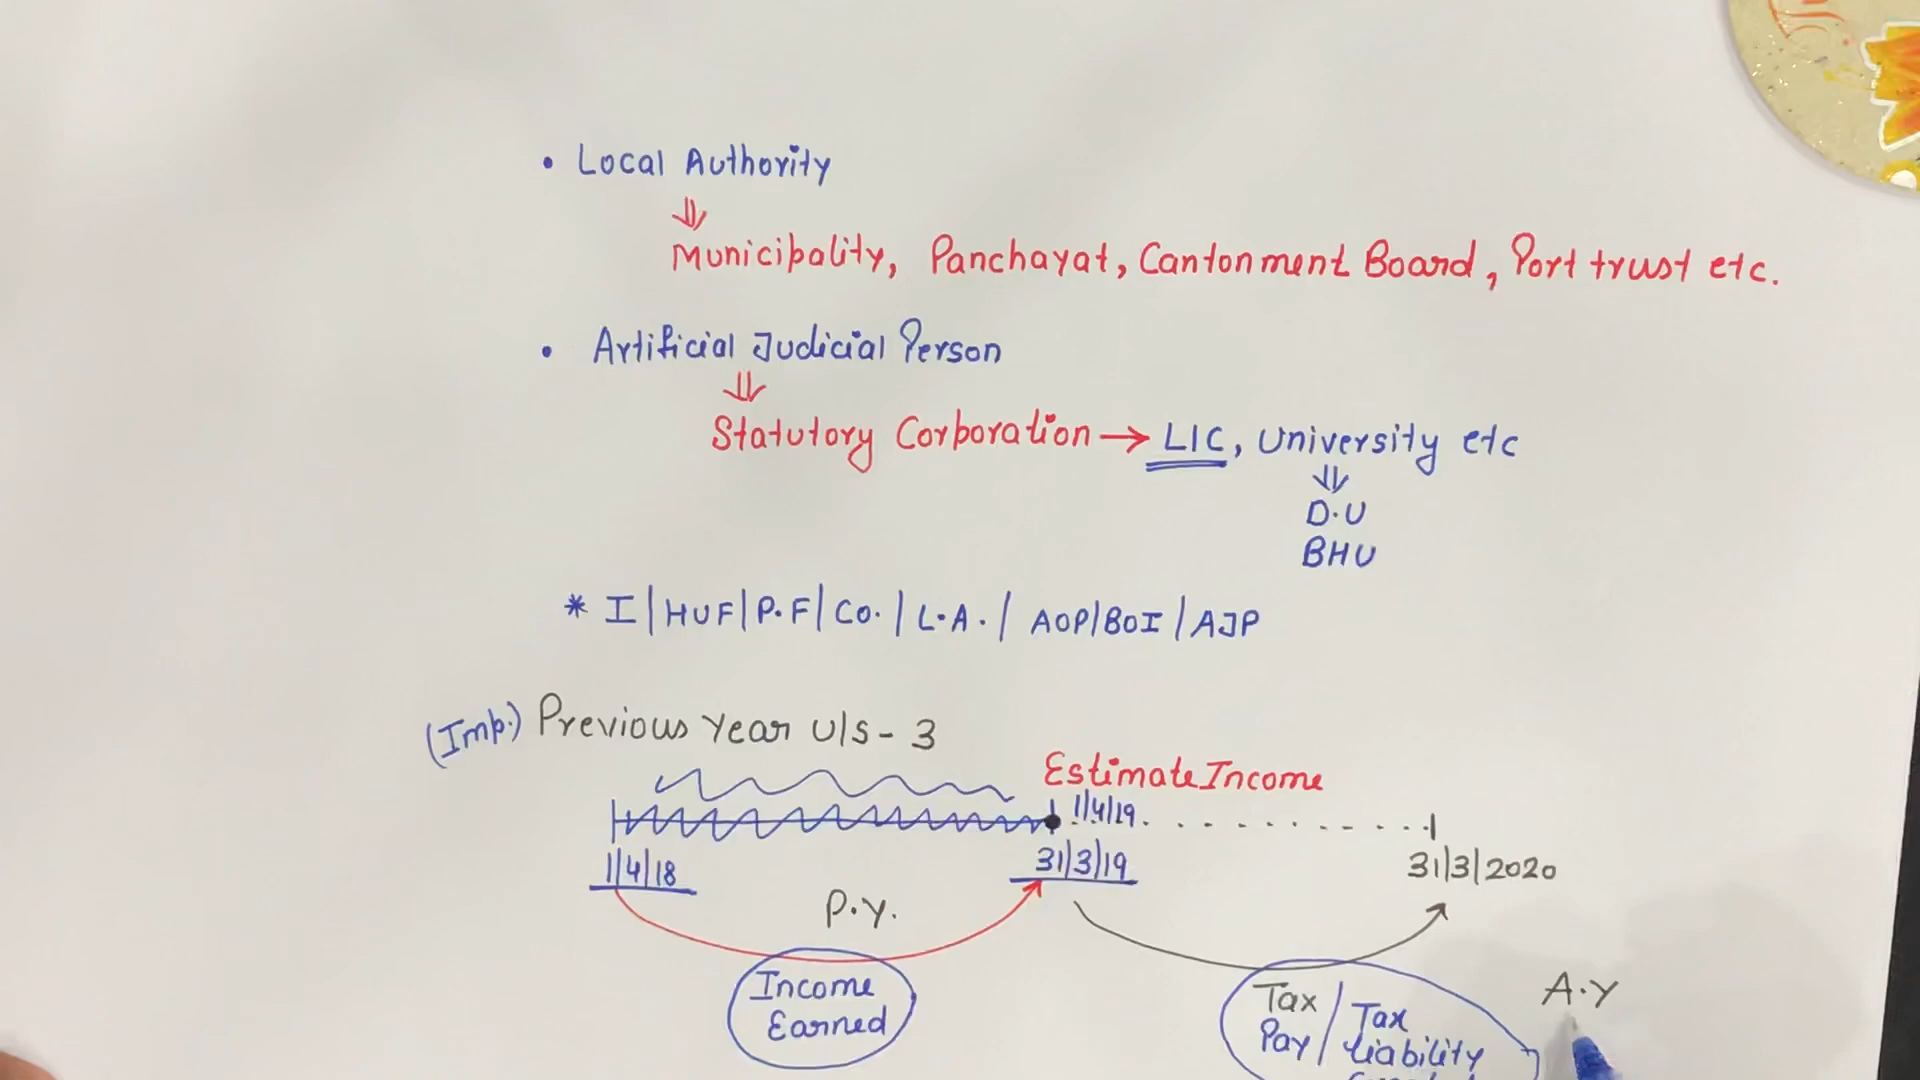 • Local Authority
Municipality, Panchayat, Cantonment Board, Port trust etc.
• Artificial Judicial Person
Statutory Corporation → LIC, University etc
D.U
BHU
* I | HUF | P.F | Co. | L.A. | AOP/BOI | AJP
(Imp.) Previous Year U/S - 3
Estimate Income
1/4/19
1/4/18 31/3/19 31/3/2020
P.Y.
Income
Earned
A.Y
Tax
Pay / Tax
liability